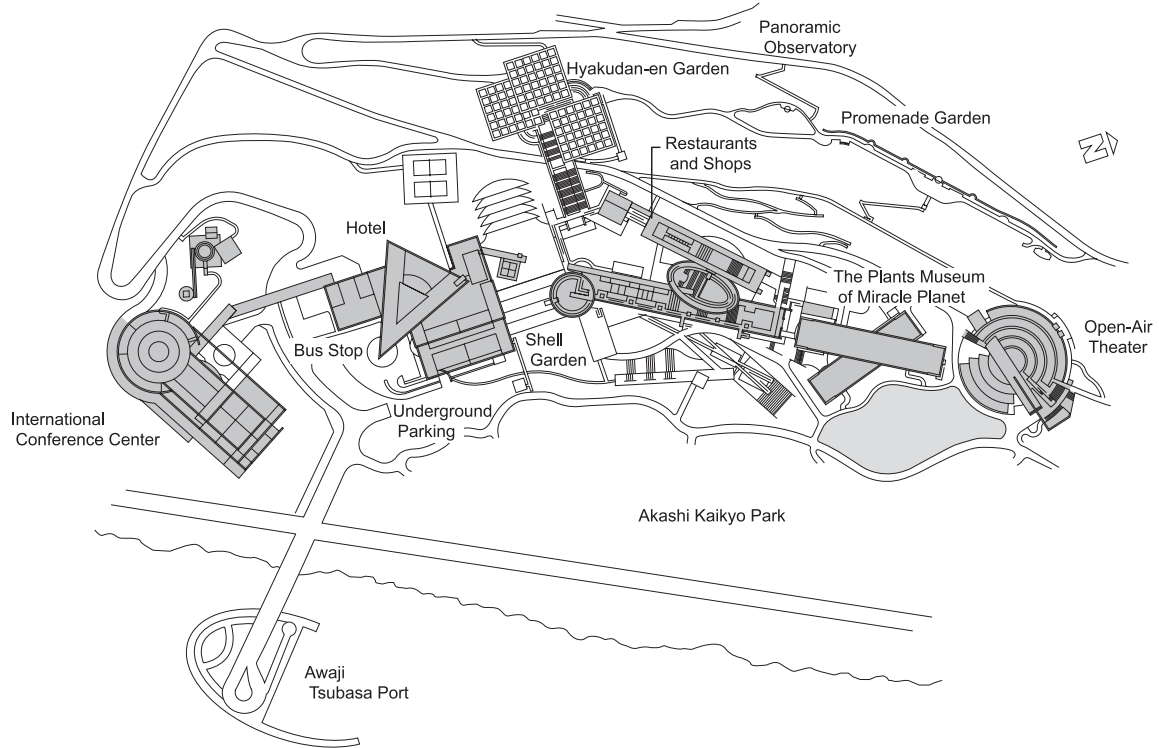 Panoramic
Observatory
Hyakudan-en Garden
Promenade Garden
N
Restaurants
and Shops
Hotel
The Plants Museum
of Miracle Planet
Open-Air
Theater
Bus Stop
Shell
Garden
International
Conference Center
Underground
Parking
Akashi Kaikyo Park
Awaji
Tsubasa Port